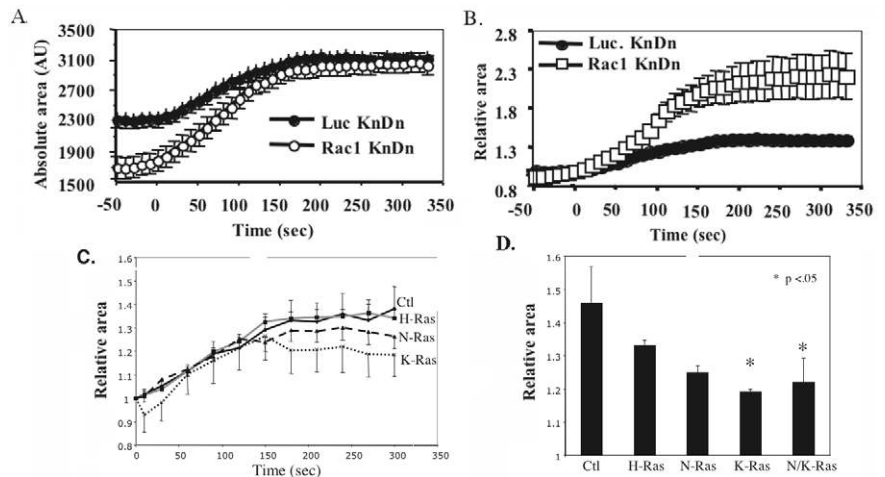 A.
3500
3100
2700
2300
1900
1500
Absolute area (AU)
Luc KnDn
Rac1 KnDn
-50 0 50 100 150 200 250 300 350
Time (sec)
B.
2.8
2.3
1.8
1.3
0.8
Relative area
Luc. KnDn
Rac1 KnDn
-50 0 50 100 150 200 250 300 350
Time (sec)
C.
1.6
1.5
1.4
1.3
1.2
1.1
1.0
0.9
0.8
Relative area
Ctl
H-Ras
N-Ras
K-Ras
0 50 100 150 200 250 300 350
Time (sec)
D.
1.6
1.5
1.4
1.3
1.2
1.1
1
Relative area
* p <.05
* *
Ctl H-Ras N-Ras K-Ras N/K-Ras